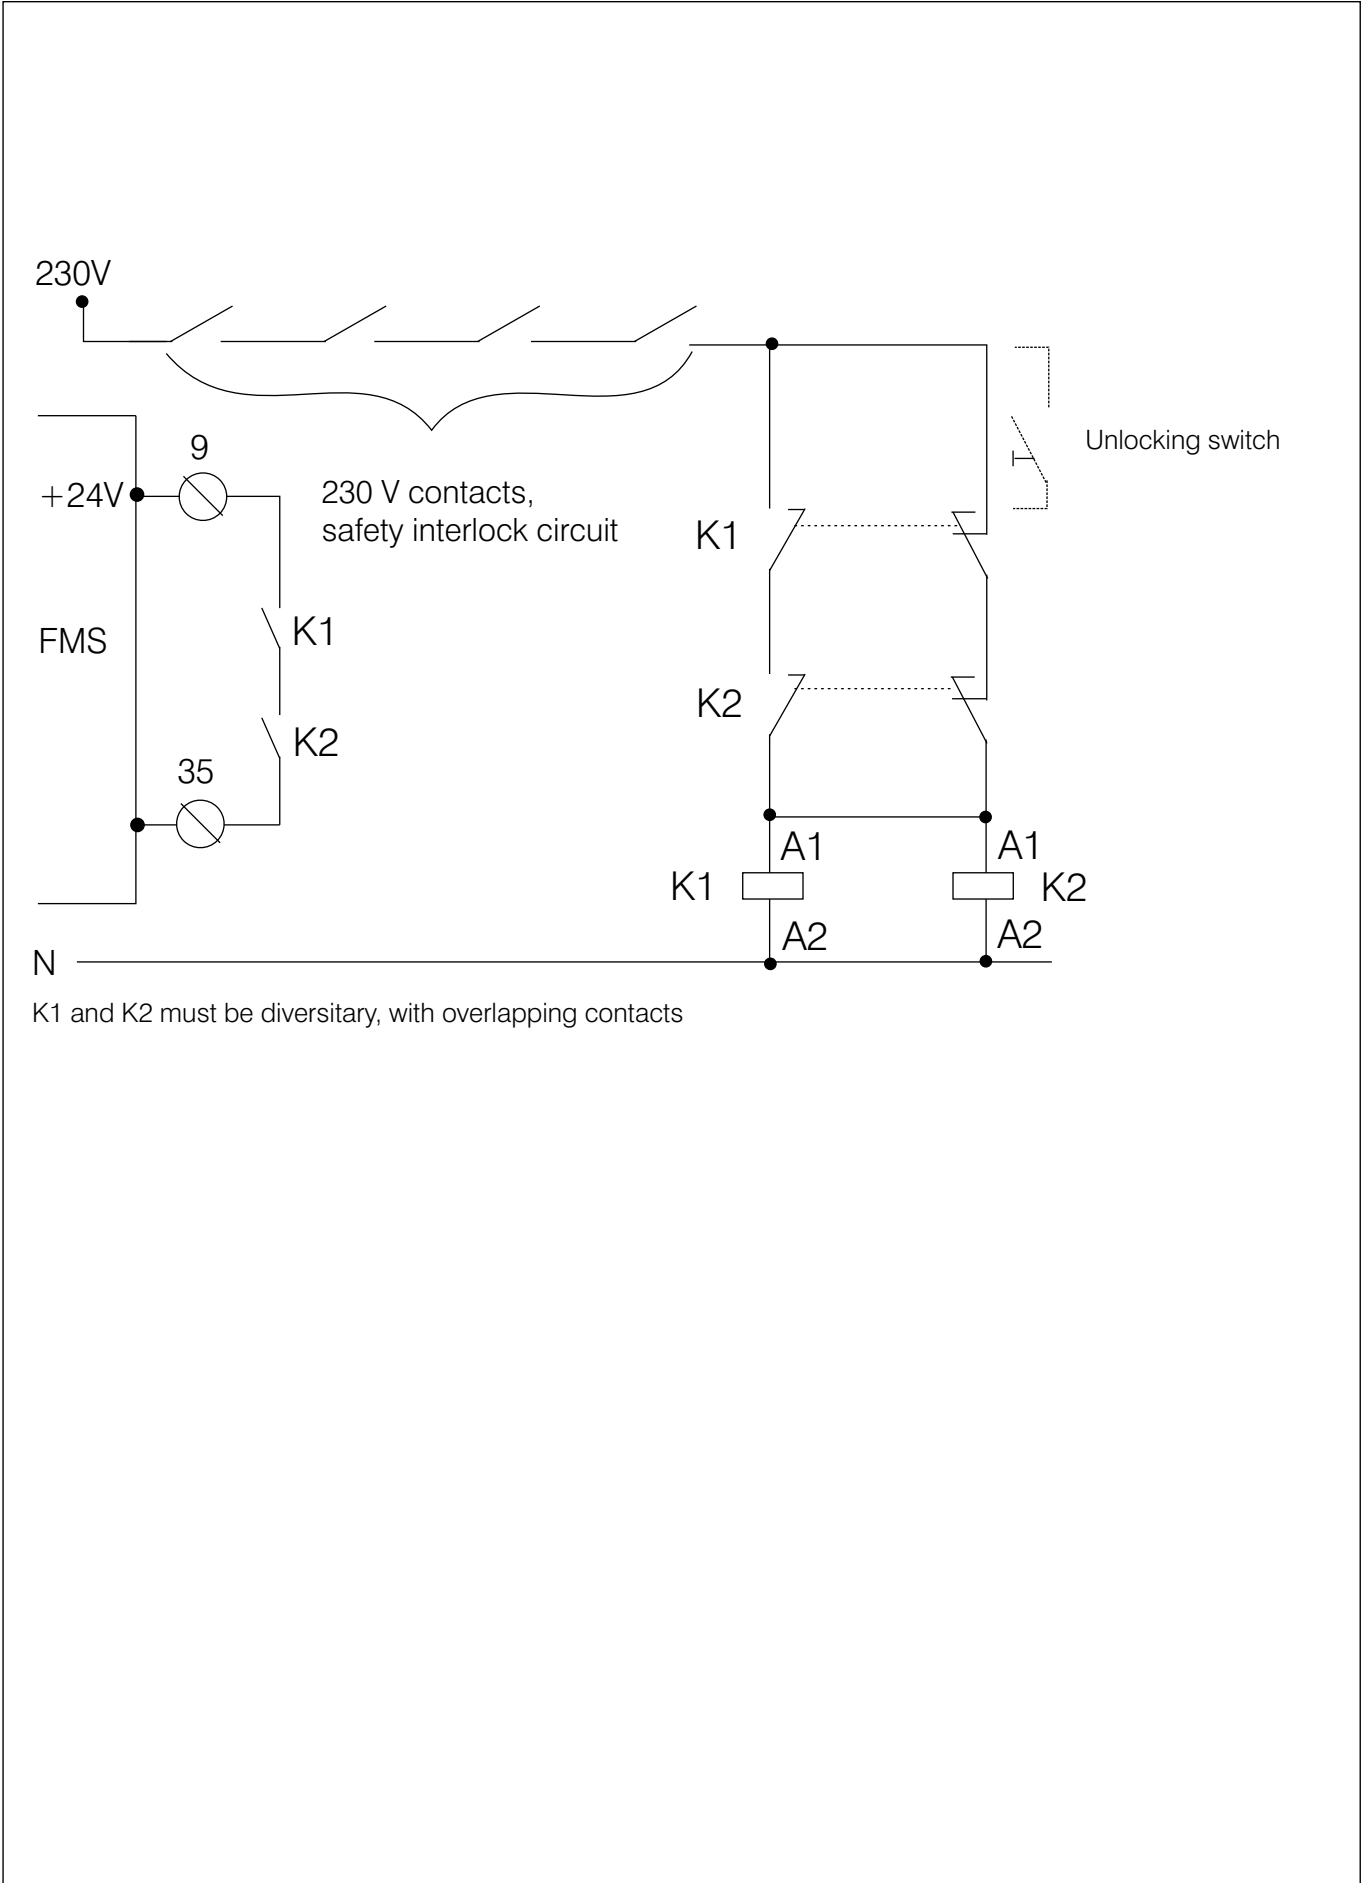 230V
9
+24V
230 V contacts,
safety interlock circuit
Unlocking switch
K1
K1
FMS
K2
K2
35
A1
A1
K1
K2
A2
A2
N
K1 and K2 must be diversitary, with overlapping contacts